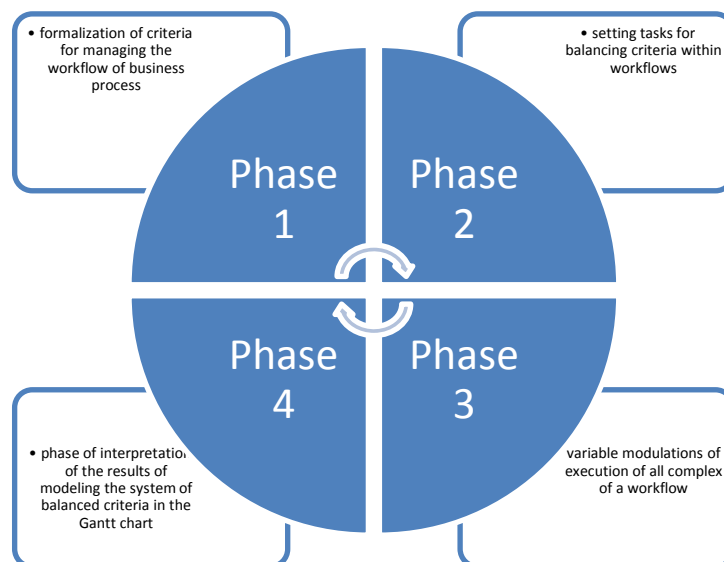 • formalization of criteria
for managing the
workflow of business
process
• setting tasks for
balancing criteria within
workflows
Phase
1
Phase
2
Phase
4
Phase
3
• phase of interpretation
of the results of
modeling the system of
balanced criteria in the
Gantt chart
variable modulations of
execution of all complex
of a workflow